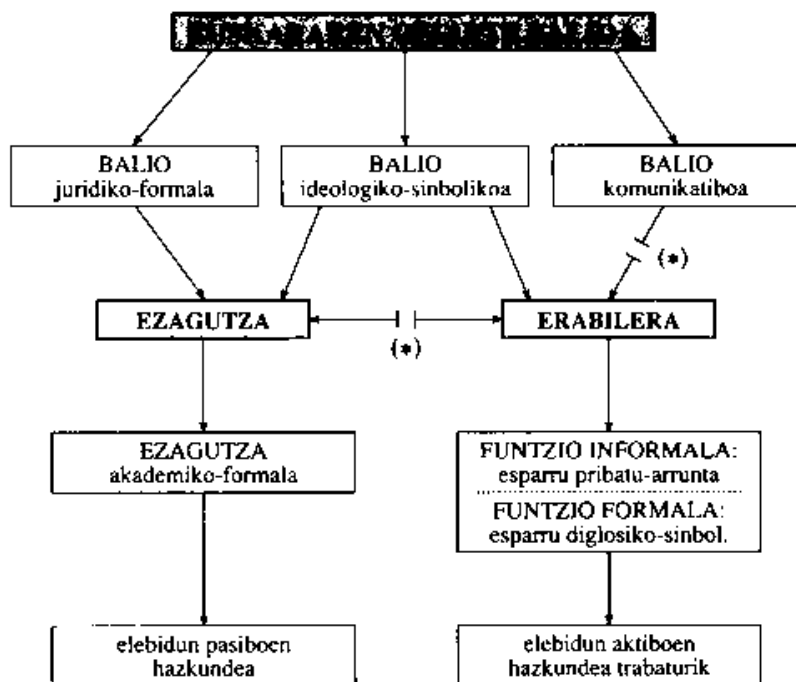 BALIO
juridiko-formala
BALIO
ideologiko-sinbolikoa
BALIO
komunikatiboa
(*)
EZAGUTZA
(*)
ERABILERA
EZAGUTZA
akademiko-formala
FUNTZIO INFORMALA:
esparru pribatu-arrunta
FUNTZIO FORMALA:
esparru diglosiko-sinbol.
elebidun pasiboen
hazkundea
elebidun aktiboen
hazkundea trabaturik